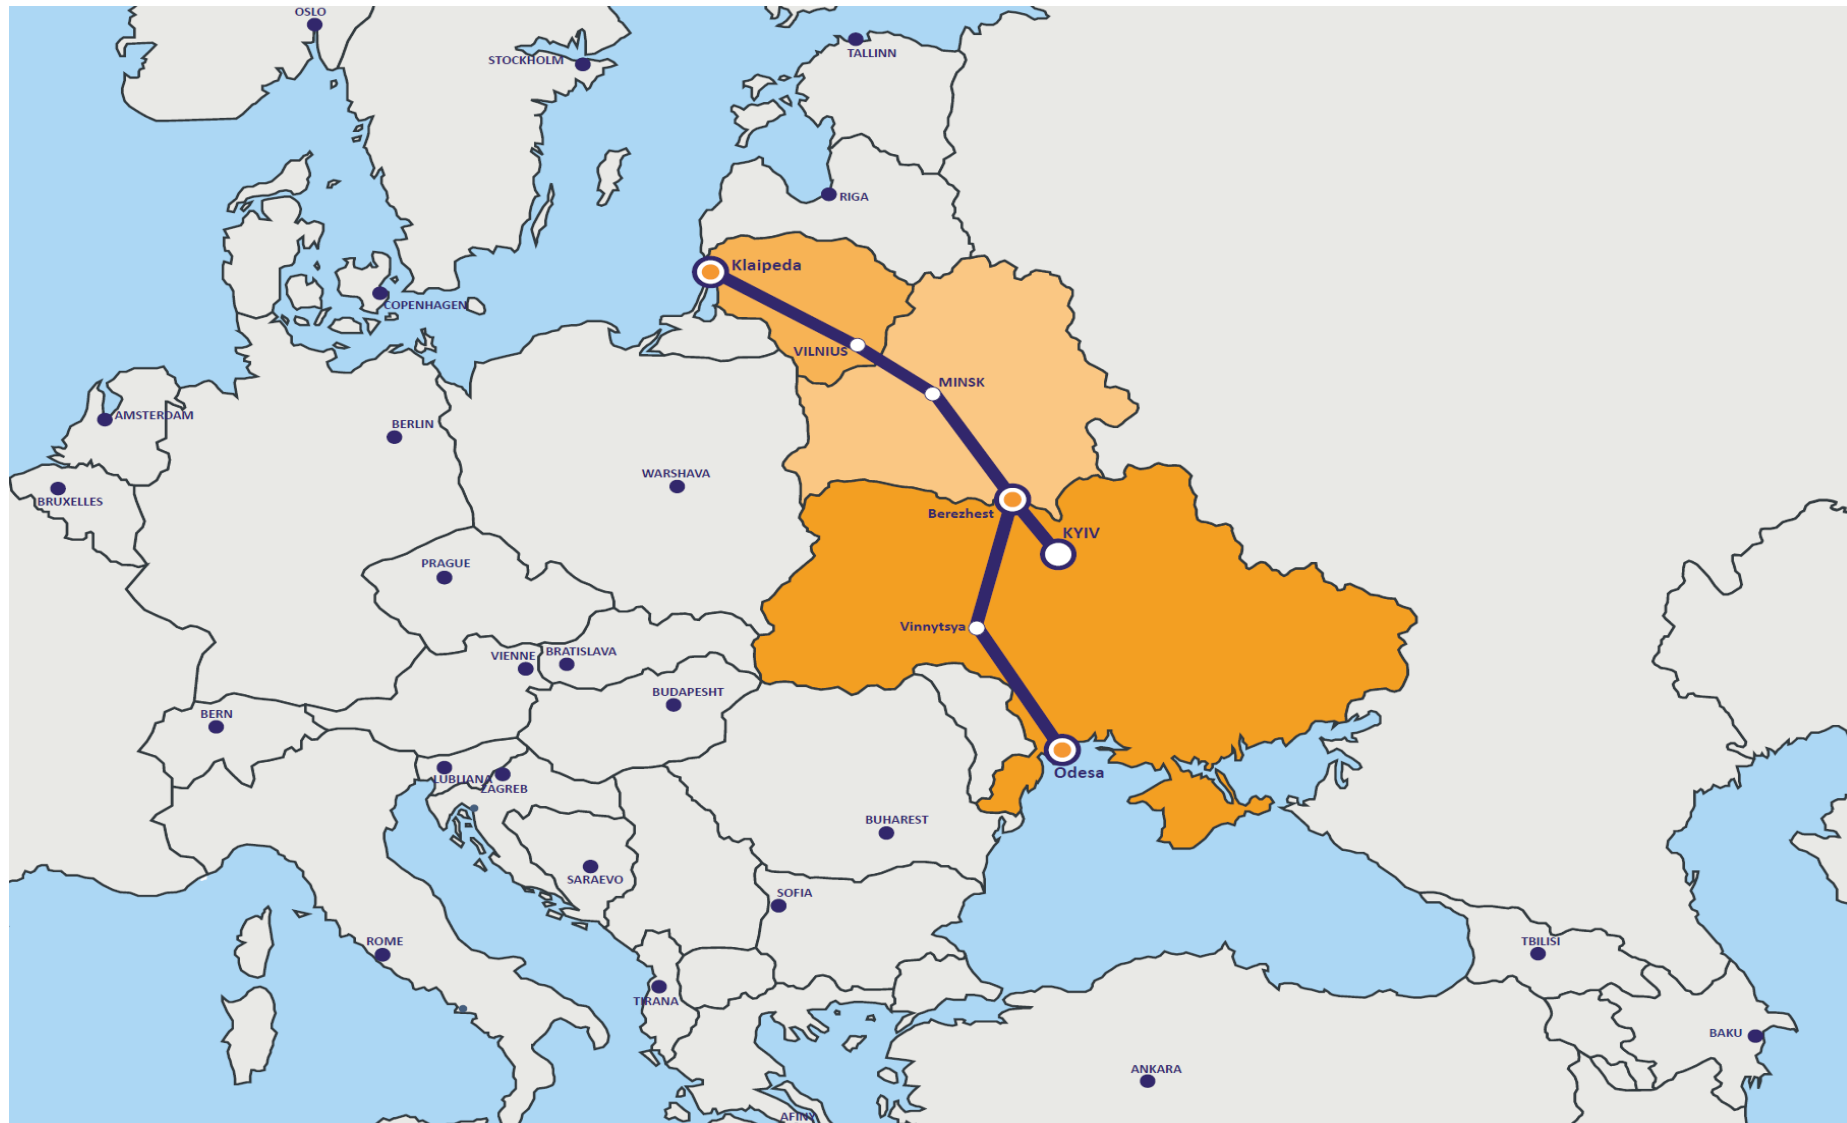 OSLO
STOCKHOLM
TALLINN
RIGA
Klaipeda
COPENHAGEN
VILNIUS
MINSK
AMSTERDAM
BERLIN
WARSHAVA
BRUXELLES
Berezhest
KYIV
PRAGUE
Vinnytsya
VIENNE
BRATISLAVA
BUDAPESHT
BERN
Odesa
LUBLIANA
ZAGREB
BUHAREST
SARAEVO
SOFIA
ROME
TBILISI
TIRANA
BAKU
ANKARA
AFINY